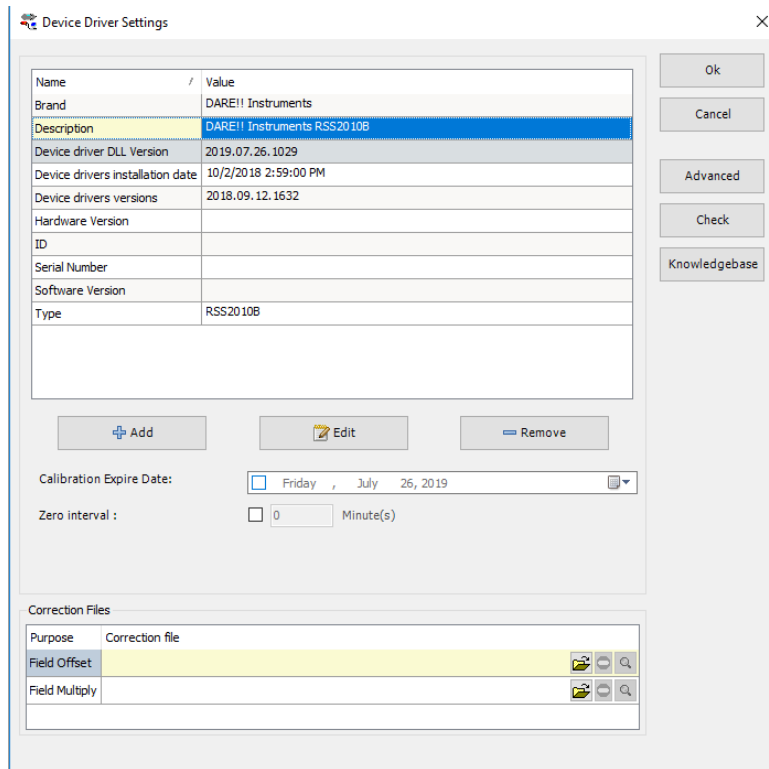 Device Driver Settings
Name / Value
Brand DARE!! Instruments
Description DARE!! Instruments RSS2010B
Device driver DLL Version 2019.07.26.1029
Device drivers installation date 10/2/2018 2:59:00 PM
Device drivers versions 2018.09.12.1632
Hardware Version
ID
Serial Number
Software Version
Type RSS2010B
Add Edit Remove
Calibration Expire Date: Friday , July 26, 2019
Zero interval : 0 Minute(s)
Ok
Cancel
Advanced
Check
Knowledgebase
Correction Files
Purpose Correction file
Field Offset
Field Multiply